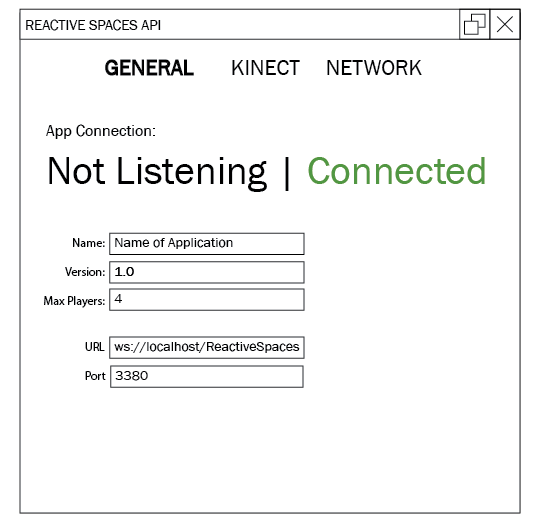 REACTIVE SPACES API
GENERAL KINECT NETWORK
App Connection:
Not Listening | Connected
Name: Name of Application
Version: 1.0
Max Players: 4
URL ws://localhost/ReactiveSpaces
Port 3380